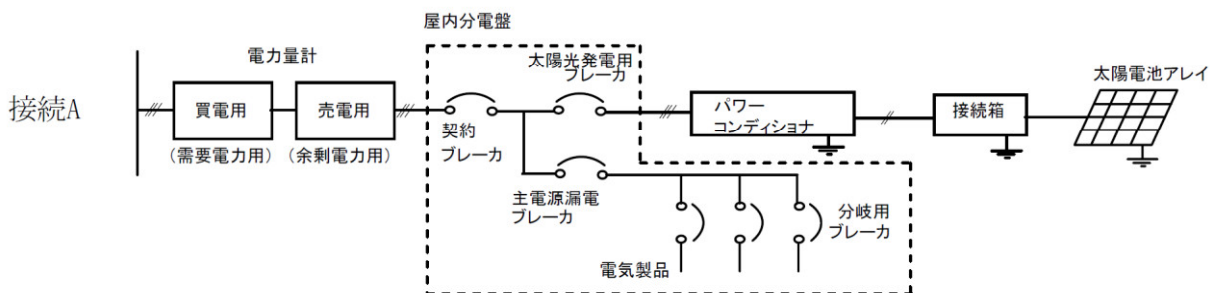 屋内分電盤
電力量計
太陽光発電用
ブレーカ
太陽電池アレイ
接続A
買電用
売電用
パワー
コンディショナ
接続箱
(需要電力用)
(余剰電力用)
契約
ブレーカ
主電源漏電
ブレーカ
分岐用
ブレーカ
電気製品